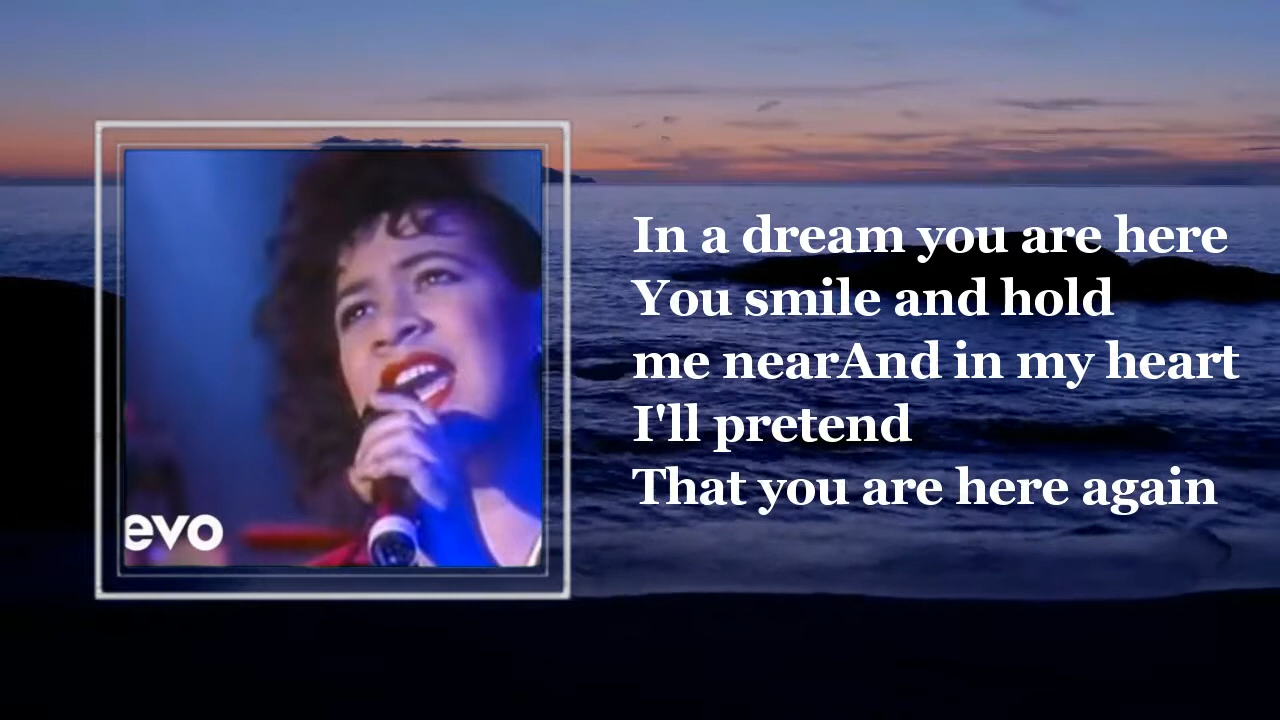 In a dream you are here
You smile and hold
me nearAnd in my heart
I'll pretend
That you are here again
evo